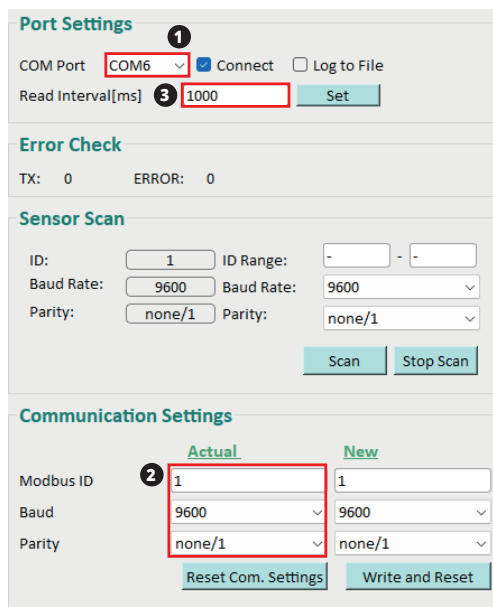 Port Settings
1
COM Port COM6 Connect Log to File
Read Interval[ms] 3 1000 Set
Error Check
TX: 0 ERROR: 0
Sensor Scan
ID: 1 ID Range: - - -
Baud Rate: 9600 Baud Rate: 9600
Parity: none/1 Parity: none/1
Scan Stop Scan
Communication Settings
Actual New
Modbus ID 2 1 1
Baud 9600 9600
Parity none/1 none/1
Reset Com. Settings Write and Reset